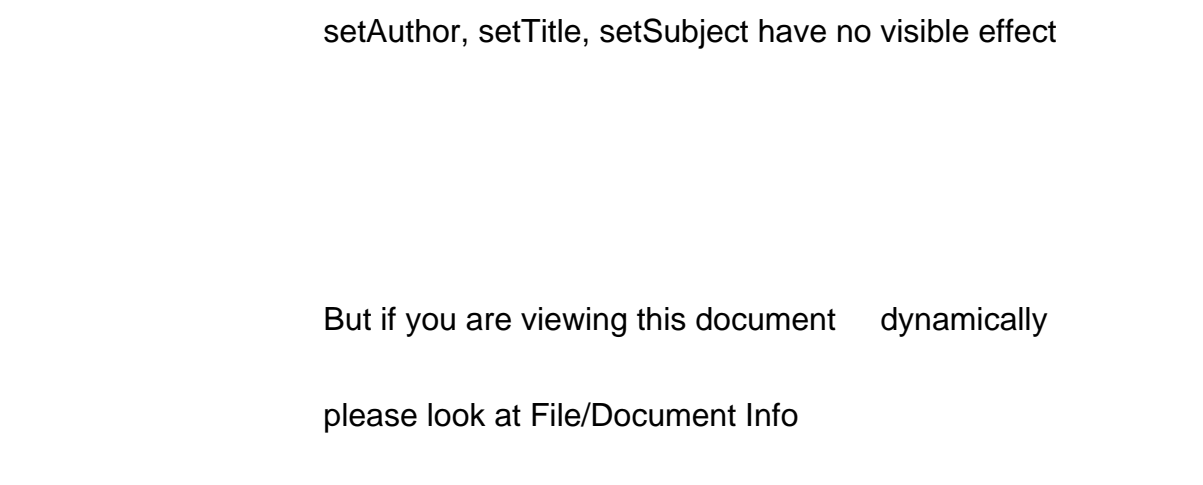 setAuthor, setTitle, setSubject have no visible effect
But if you are viewing this document dynamically
please look at File/Document Info